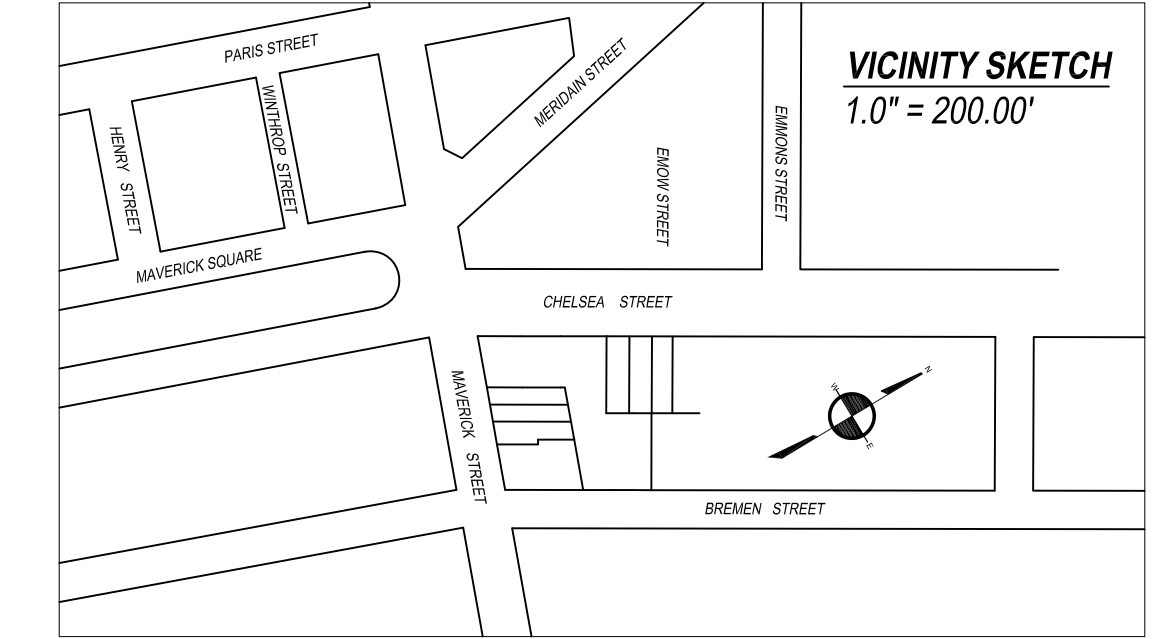 PARIS STREET
VICINITY SKETCH
1.0" = 200.00'
MERIDAIN STREET
WINTHROP STREET
HENRY STREET
EMOW STREET
EMMONS STREET
MAVERICK SQUARE
CHELSEA STREET
MAVERICK STREET
W
N
E
BREMEN STREET